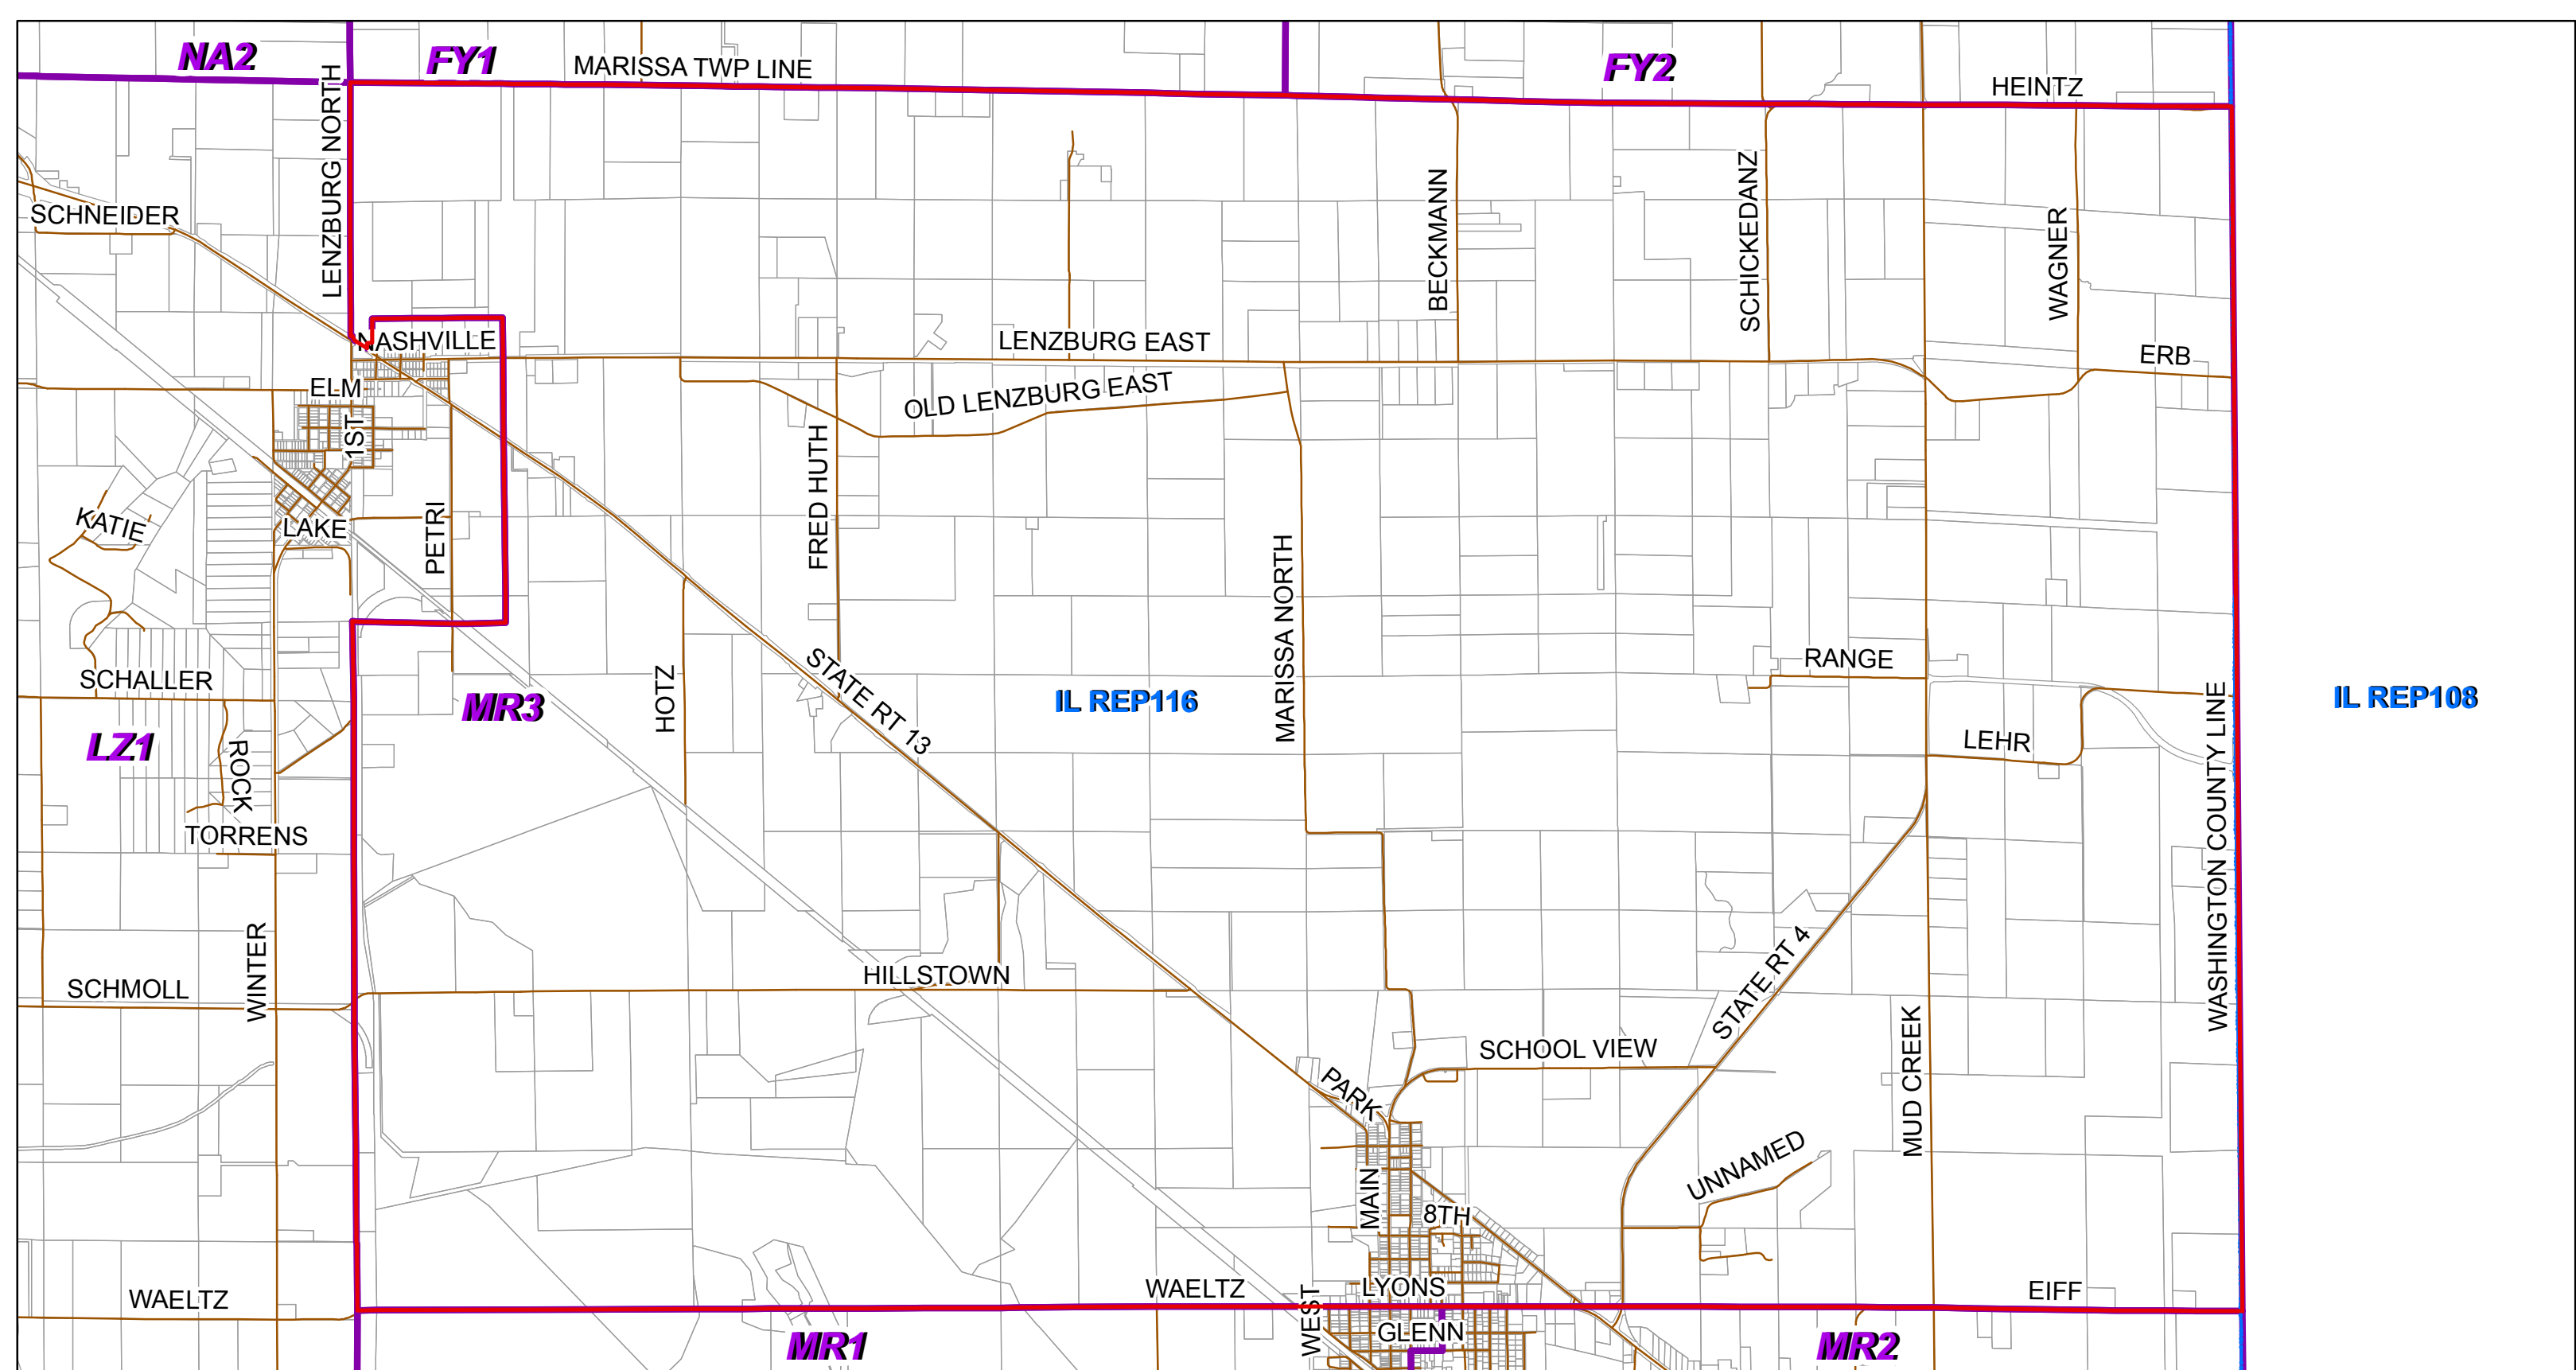 NA2
FY1
MARISSA TWP LINE
FY2
HEINTZ
LENZBURG NORTH
SCHNEIDER
BECKMANN
SCHICKEDANZ
WAGNER
NASHVILLE
LENZBURG EAST
ERB
ELM
OLD LENZBURG EAST
1ST
FRED HUTH
KATIE
LAKE
PETRI
MARISSA NORTH
SCHALLER
MR3
HOTZ
STATE RT 13
IL REP116
RANGE
WASHINGTON COUNTY LINE
IL REP108
LZ1
ROCK
LEHR
TORRENS
WINTER
SCHMOLL
HILLSTOWN
STATE RT 4
SCHOOL VIEW
MUD CREEK
PARK
UNNAMED
MAIN
8TH
WAELTZ
WAELTZ
WEST
LYONS
EIFF
MR1
GLENN
MR2